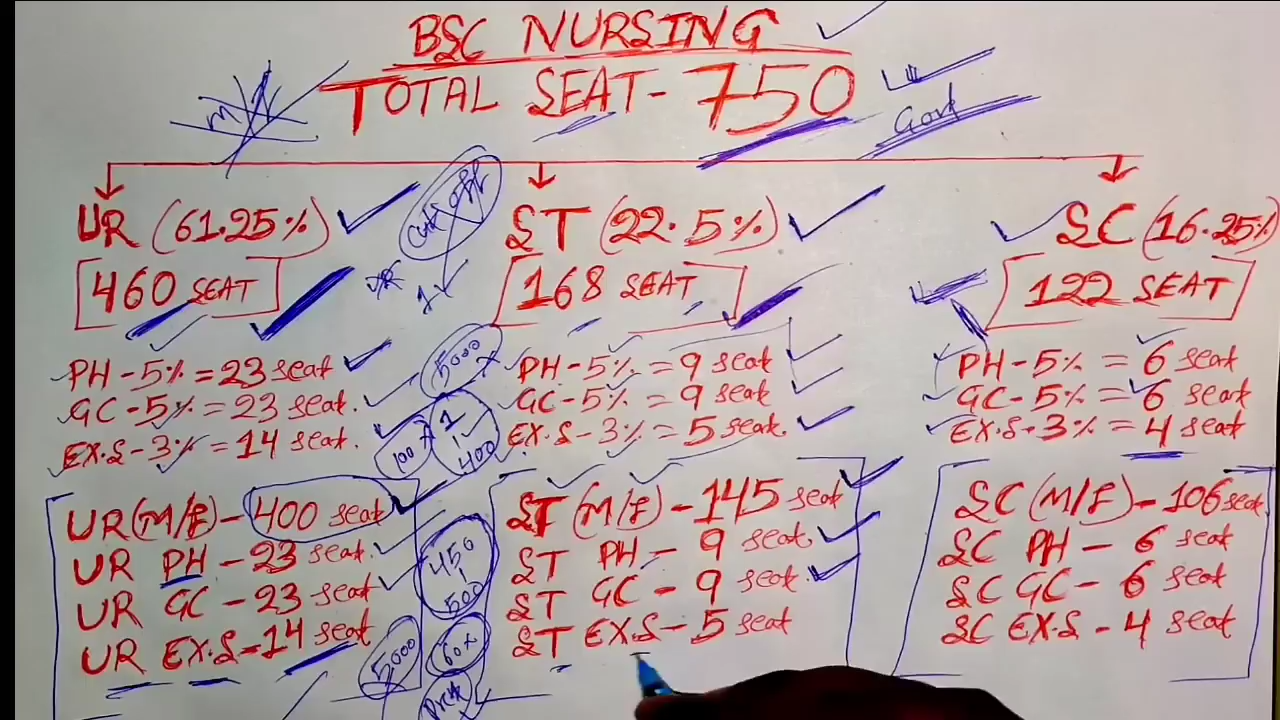 BSC NURSING
TOTAL SEAT- 750
Govt
UR (61.25%)
460 SEAT
PH-5% = 23 seat
GC-5% = 23 seat.
EX.S-3% = 14 seat.
UR(M/F)-400 seat
UR PH-23 seat.
UR GC-23 seat
UR EX.S-14 seat
Cut off
UR
1
5000
1
400
100%
450
500
60%
5000
ST (22.5%)
168 SEAT
PH-5% = 9 seat
GC-5% = 9 seat
EX.S-3% = 5 seat.
ST (M/F)-145 seat
ST PH- 9 seat.
ST GC- 9 seat.
ST EX.S-5 seat
SC (16.25%)
122 SEAT
PH-5% = 6 seat
GC-5% = 6 seat
EX.S-3% = 4 seat
SC (M/F)-106 seat.
SC PH- 6 seat
SC GC- 6 seat
SC EX.S - 4 seat